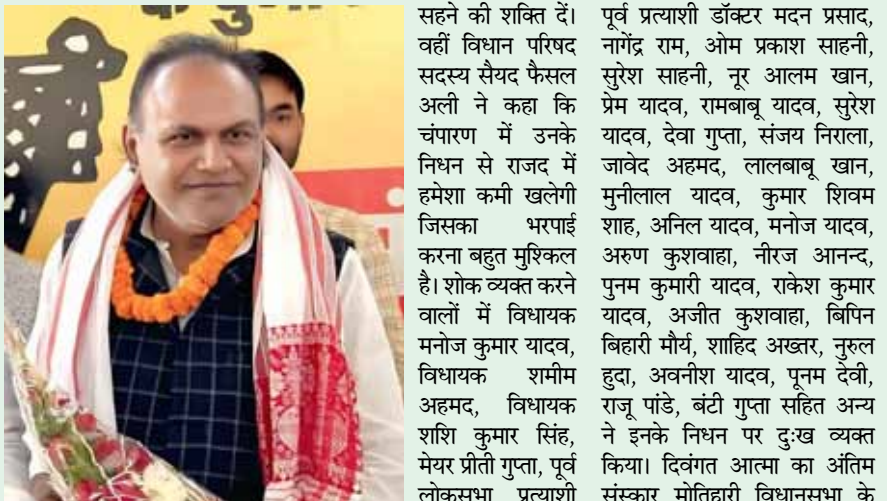 सहने की शक्ति दें।
वहीं विधान परिषद
सदस्य सैयद फैसल
अली ने कहा कि
चंपारण में उनके
निधन से राजद में
हमेशा कमी खलेगी
जिसका भरपाई
करना बहुत मुश्किल
है। शोक व्यक्त करने
वालों में विधायक
मनोज कुमार यादव,
विधायक शमीम
अहमद, विधायक
शशि कुमार सिंह,
मेयर प्रीती गुप्ता, पूर्व
लोकसभा प्रत्याशी
पूर्व प्रत्याशी डॉक्टर मदन प्रसाद,
नागेंद्र राम, ओम प्रकाश साहनी,
सुरेश साहनी, नूर आलम खान,
प्रेम यादव, रामबाबू यादव, सुरेश
यादव, देवा गुप्ता, संजय निराला,
जावेद अहमद, लालबाबू खान,
मुनीलाल यादव, कुमार शिवम
शाह, अनिल यादव, मनोज यादव,
अरुण कुशवाहा, नीरज आनन्द,
पुनम कुमारी यादव, राकेश कुमार
यादव, अजीत कुशवाहा, बिपिन
बिहारी मौर्य, शाहिद अख्तर, नुरुल
हुदा, अवनीश यादव, पूनम देवी,
राजू पांडे, बंटी गुप्ता सहित अन्य
ने इनके निधन पर दुःख व्यक्त
किया। दिवंगत आत्मा का अंतिम
संस्कार मोतिहारी विधानसभा के